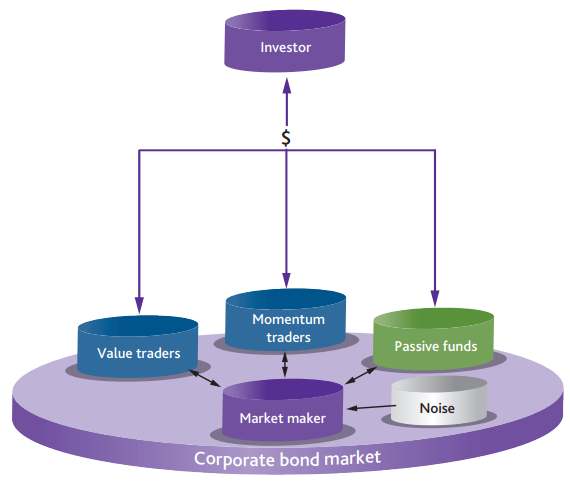 Investor
$
Momentum
traders
Value traders
Passive funds
Market maker
Noise
Corporate bond market